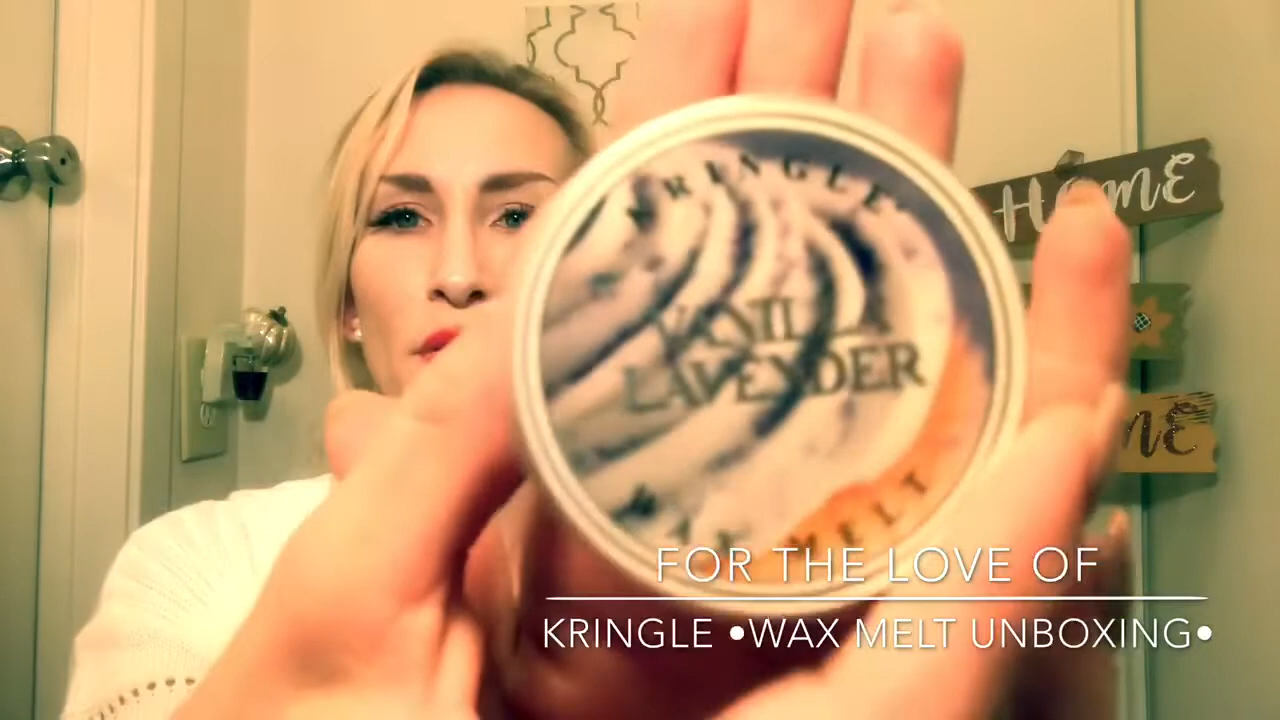 KRINGLE
VANILLA
LAVENDER
WAX MELT
HOME
FOR THE LOVE OF
KRINGLE •WAX MELT UNBOXING•